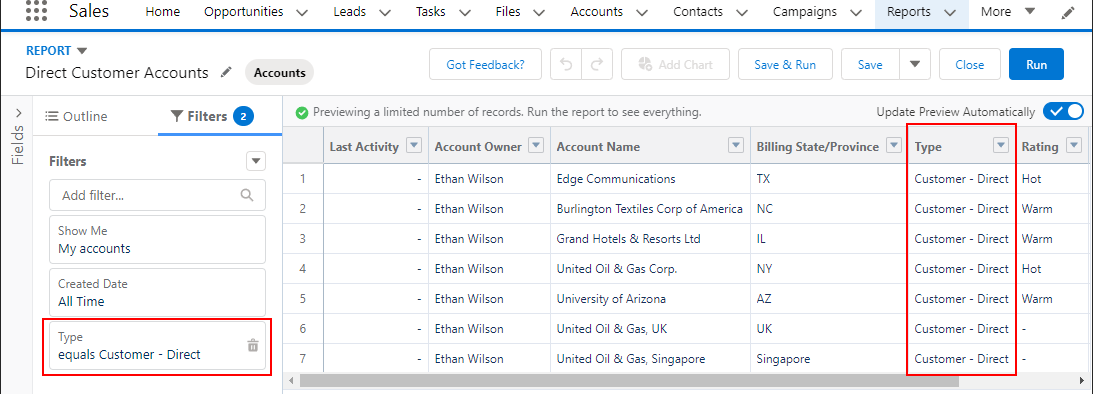 Sales Home Opportunities Leads Tasks Files Accounts Contacts Campaigns Reports More
REPORT
Direct Customer Accounts Accounts Got Feedback? Add Chart Save & Run Save Close Run
Fields
Outline Filters 2
Previewing a limited number of records. Run the report to see everything. Update Preview Automatically
Filters
Add filter...
Show Me
My accounts
Created Date
All Time
Type
equals Customer - Direct
Last Activity Account Owner Account Name Billing State/Province Type Rating
1 - Ethan Wilson Edge Communications TX Customer - Direct Hot
2 - Ethan Wilson Burlington Textiles Corp of America NC Customer - Direct Warm
3 - Ethan Wilson Grand Hotels & Resorts Ltd IL Customer - Direct Warm
4 - Ethan Wilson United Oil & Gas Corp. NY Customer - Direct Hot
5 - Ethan Wilson University of Arizona AZ Customer - Direct Warm
6 - Ethan Wilson United Oil & Gas, UK UK Customer - Direct -
7 - Ethan Wilson United Oil & Gas, Singapore Singapore Customer - Direct -